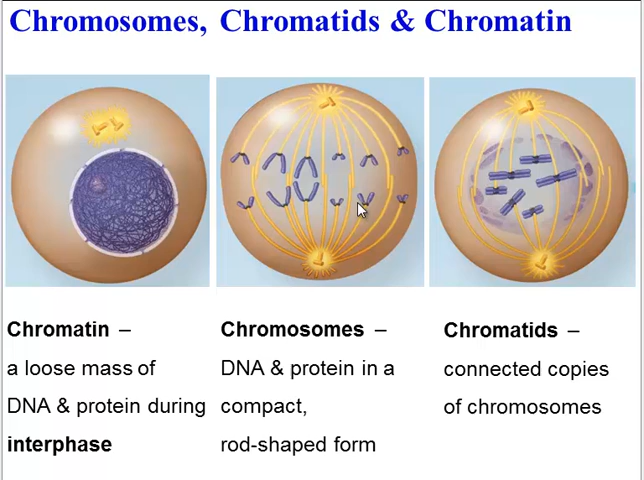 Chromosomes, Chromatids & Chromatin
Chromatin –
a loose mass of
DNA & protein during
interphase
Chromosomes –
DNA & protein in a
compact,
rod-shaped form
Chromatids –
connected copies
of chromosomes